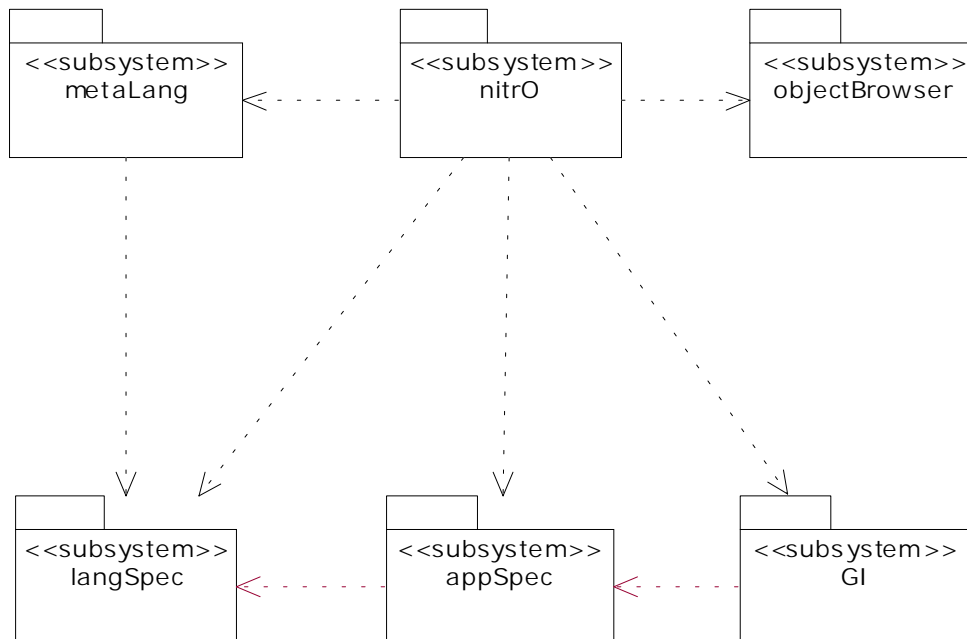 <<subsystem>>
metaLang
<<subsystem>>
nitrO
<<subsystem>>
objectBrowser
<<subsystem>>
langSpec
<<subsystem>>
appSpec
<<subsystem>>
GI